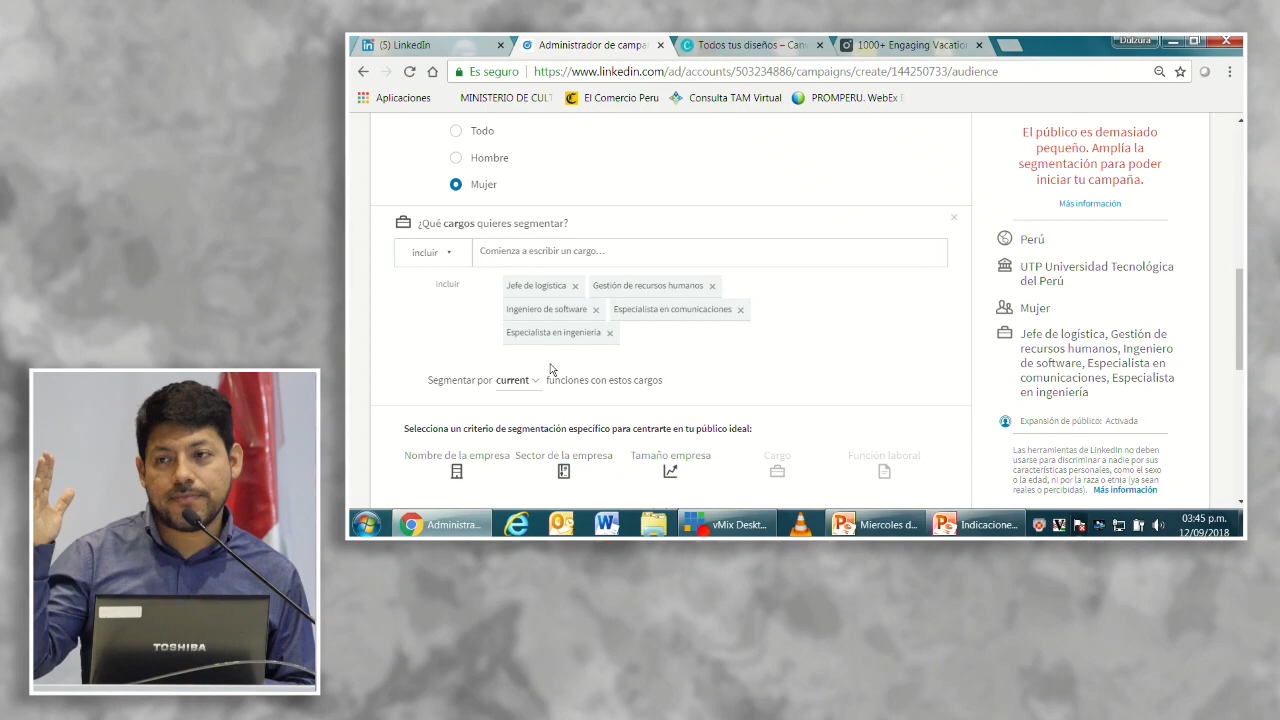 (5) LinkedIn
Administrador de campa
Todos tus diseños – Can
1000+ Engaging Vacation
Dulzura
Es seguro
https://www.linkedin.com/ad/accounts/503234886/campaigns/create/144250733/audience
Aplicaciones
MINISTERIO DE CULT
El Comercio Peru
Consulta TAM Virtual
PROMPERU. WebEx E
Todo
Hombre
Mujer
¿Qué cargos quieres segmentar?
incluir
Comienza a escribir un cargo...
incluir
Jefe de logística
Gestión de recursos humanos
Ingeniero de software
Especialista en comunicaciones
Especialista en ingeniería
Segmentar por current funciones con estos cargos
Selecciona un criterio de segmentación específico para centrarte en tu público ideal:
Nombre de la empresa
Sector de la empresa
Tamaño empresa
Cargo
Función laboral
El público es demasiado
pequeño. Amplía la
segmentación para poder
iniciar tu campaña.
Más información
Perú
UTP Universidad Tecnológica
del Perú
Mujer
Jefe de logística, Gestión de
recursos humanos, Ingeniero
de software, Especialista en
comunicaciones, Especialista
en ingeniería
Expansión de público: Activada
Las herramientas de LinkedIn no deben
usarse para discriminar a nadie por sus
características personales, como el sexo
o la edad, ni por la raza o etnia (ya sean
reales o percibidas). Más información
Administra...
vMix Deskt...
Miercoles d...
Indicacione...
03:45 p.m.
12/09/2018
TOSHIBA